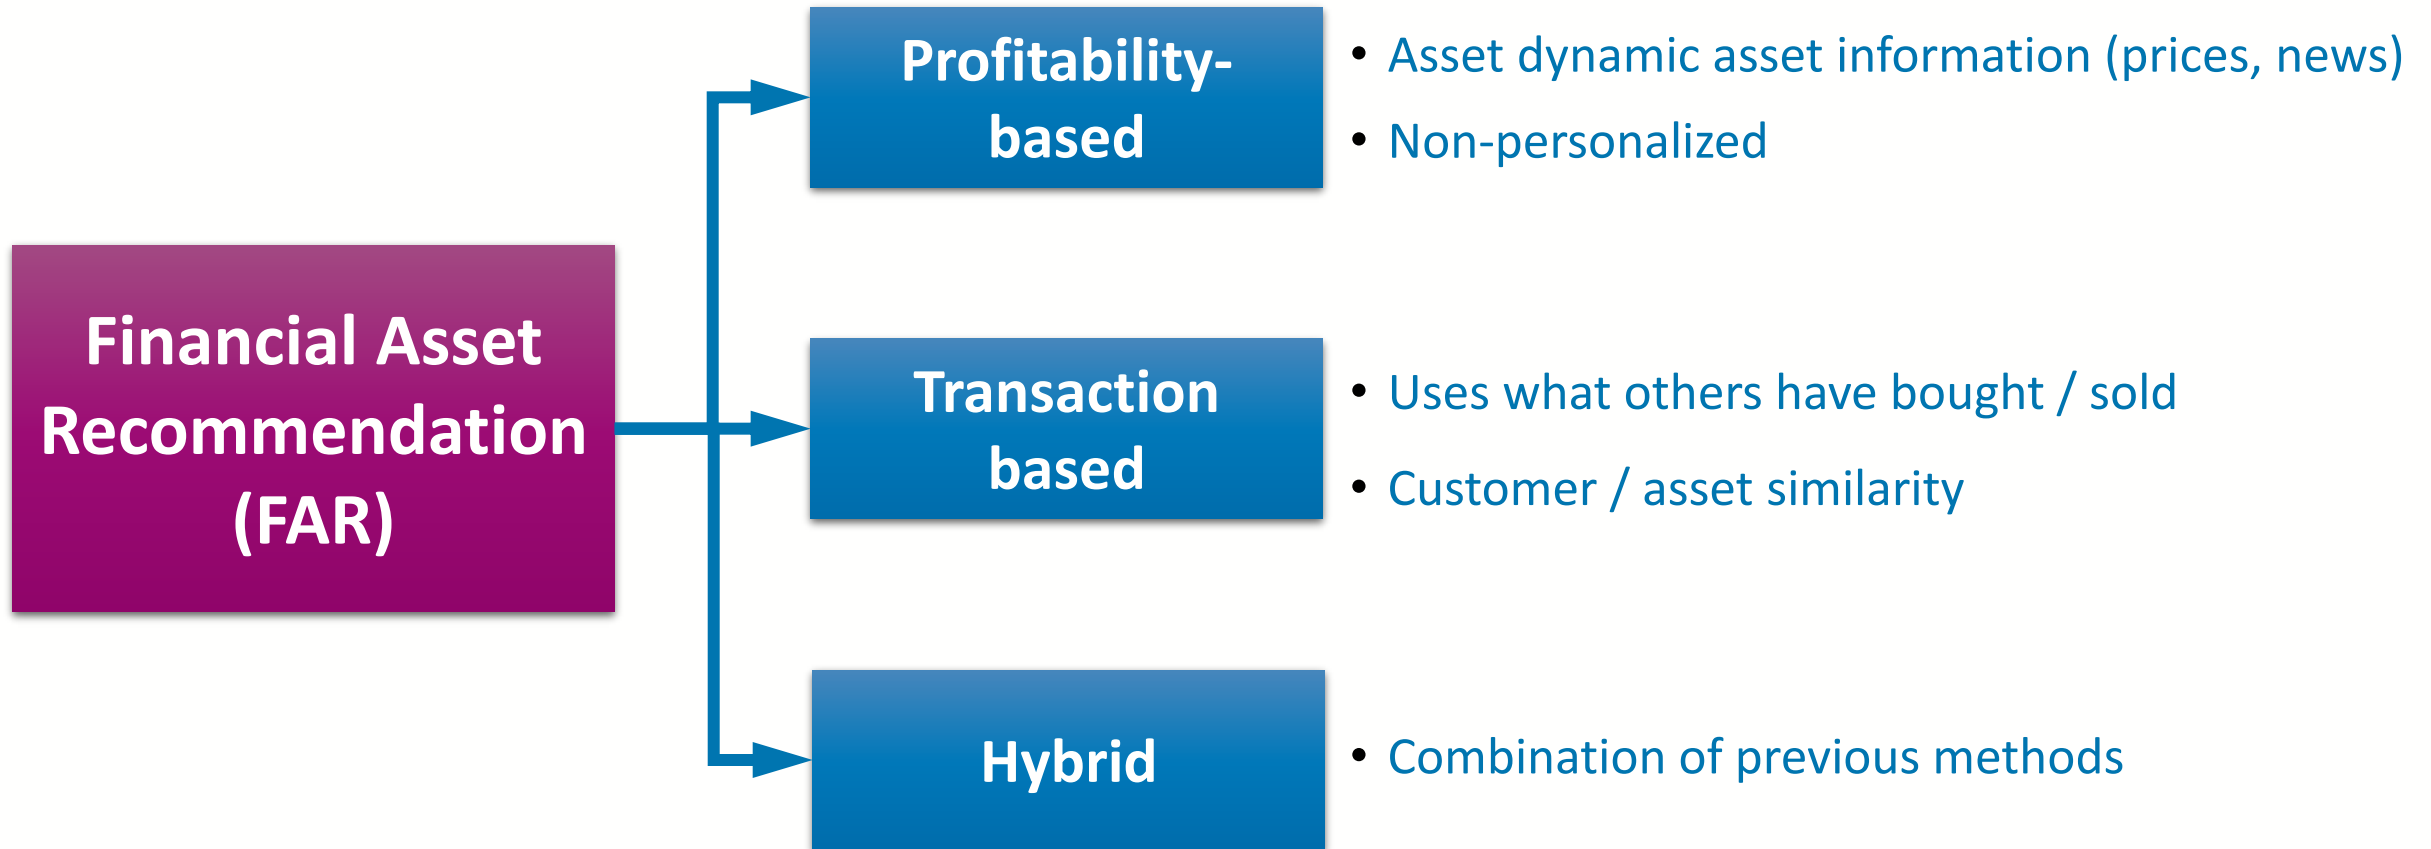 Financial Asset
Recommendation
(FAR)
Profitability-
based
• Asset dynamic asset information (prices, news)
• Non-personalized
Transaction
based
• Uses what others have bought / sold
• Customer / asset similarity
Hybrid
• Combination of previous methods